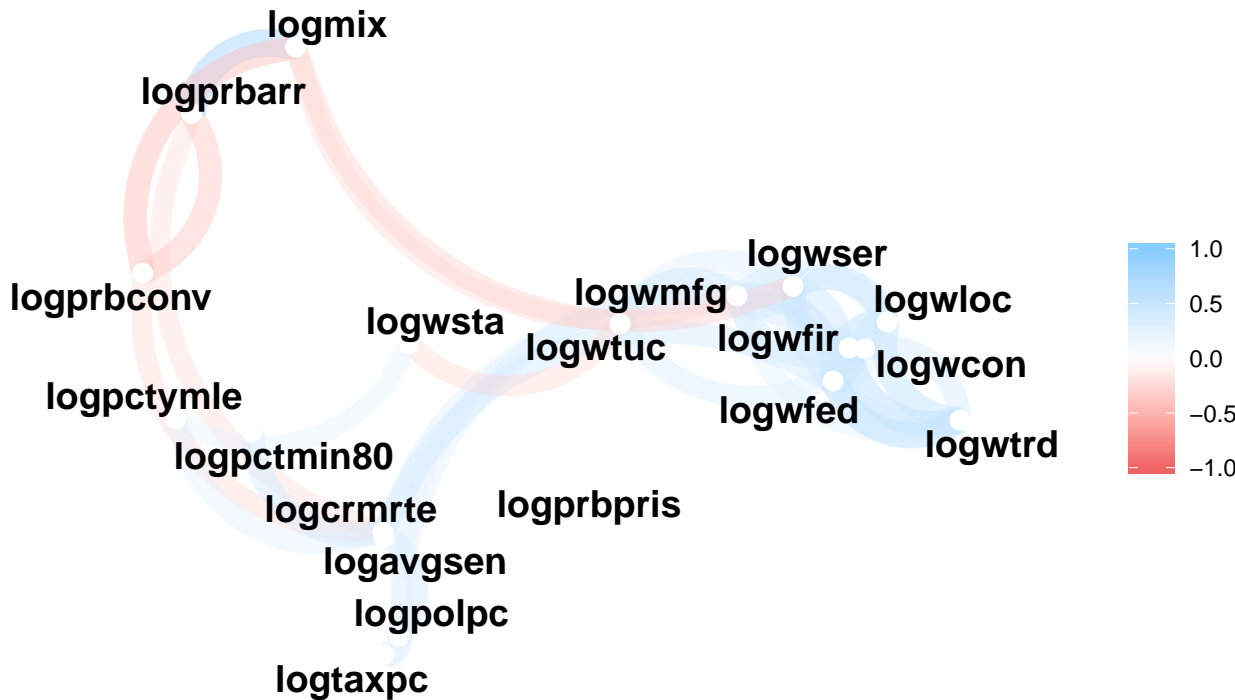 logmix
logprbarr
logwser
logwmfg
logprbconv
logwloc
logwsta
logwtuc
logwfir
logwcon
logpctymle
logwfed
logwtrd
logpctmin80
logcrmrte
logprbpris
logavgsen
logpolpc
logtaxpc
1.0
0.5
0.0
−0.5
−1.0